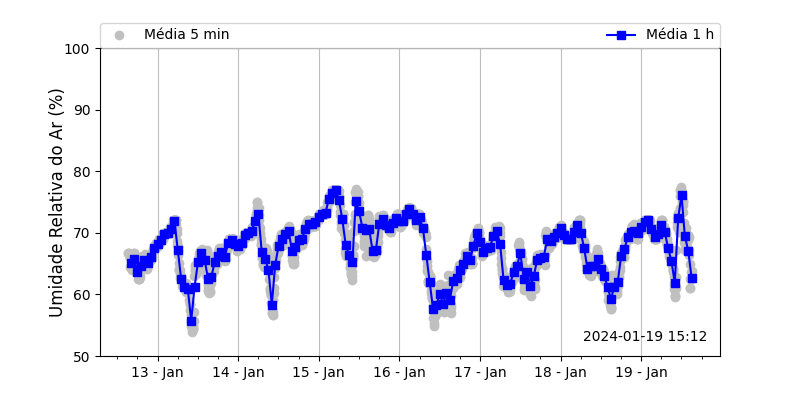 Média 5 min
Média 1 h
100
90
80
70
60
50
Umidade Relativa do Ar (%)
2024-01-19 15:12
13 - Jan
14 - Jan
15 - Jan
16 - Jan
17 - Jan
18 - Jan
19 - Jan